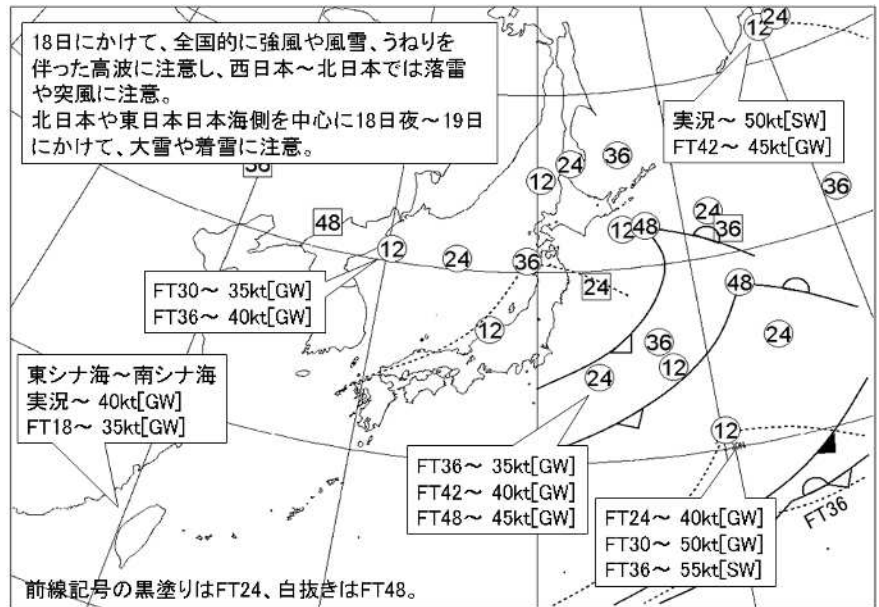 18日にかけて、全国的に強風や風雪、うねりを
伴った高波に注意し、西日本～北日本では落雷
や突風に注意。
北日本や東日本日本海側を中心に18日夜～19日
にかけて、大雪や着雪に注意。
12
24
実況～ 50kt[SW]
FT42～ 45kt[GW]
36
24
36
12
36
48
24
36
12
48
12
24
36
24
48
FT30～ 35kt[GW]
FT36～ 40kt[GW]
12
36
24
12
24
東シナ海～南シナ海
実況～ 40kt[GW]
FT18～ 35kt[GW]
12
FT36～ 35kt[GW]
FT42～ 40kt[GW]
FT48～ 45kt[GW]
FT24～ 40kt[GW]
FT30～ 50kt[GW]
FT36～ 55kt[SW]
FT36
前線記号の黒塗りはFT24、白抜きはFT48。